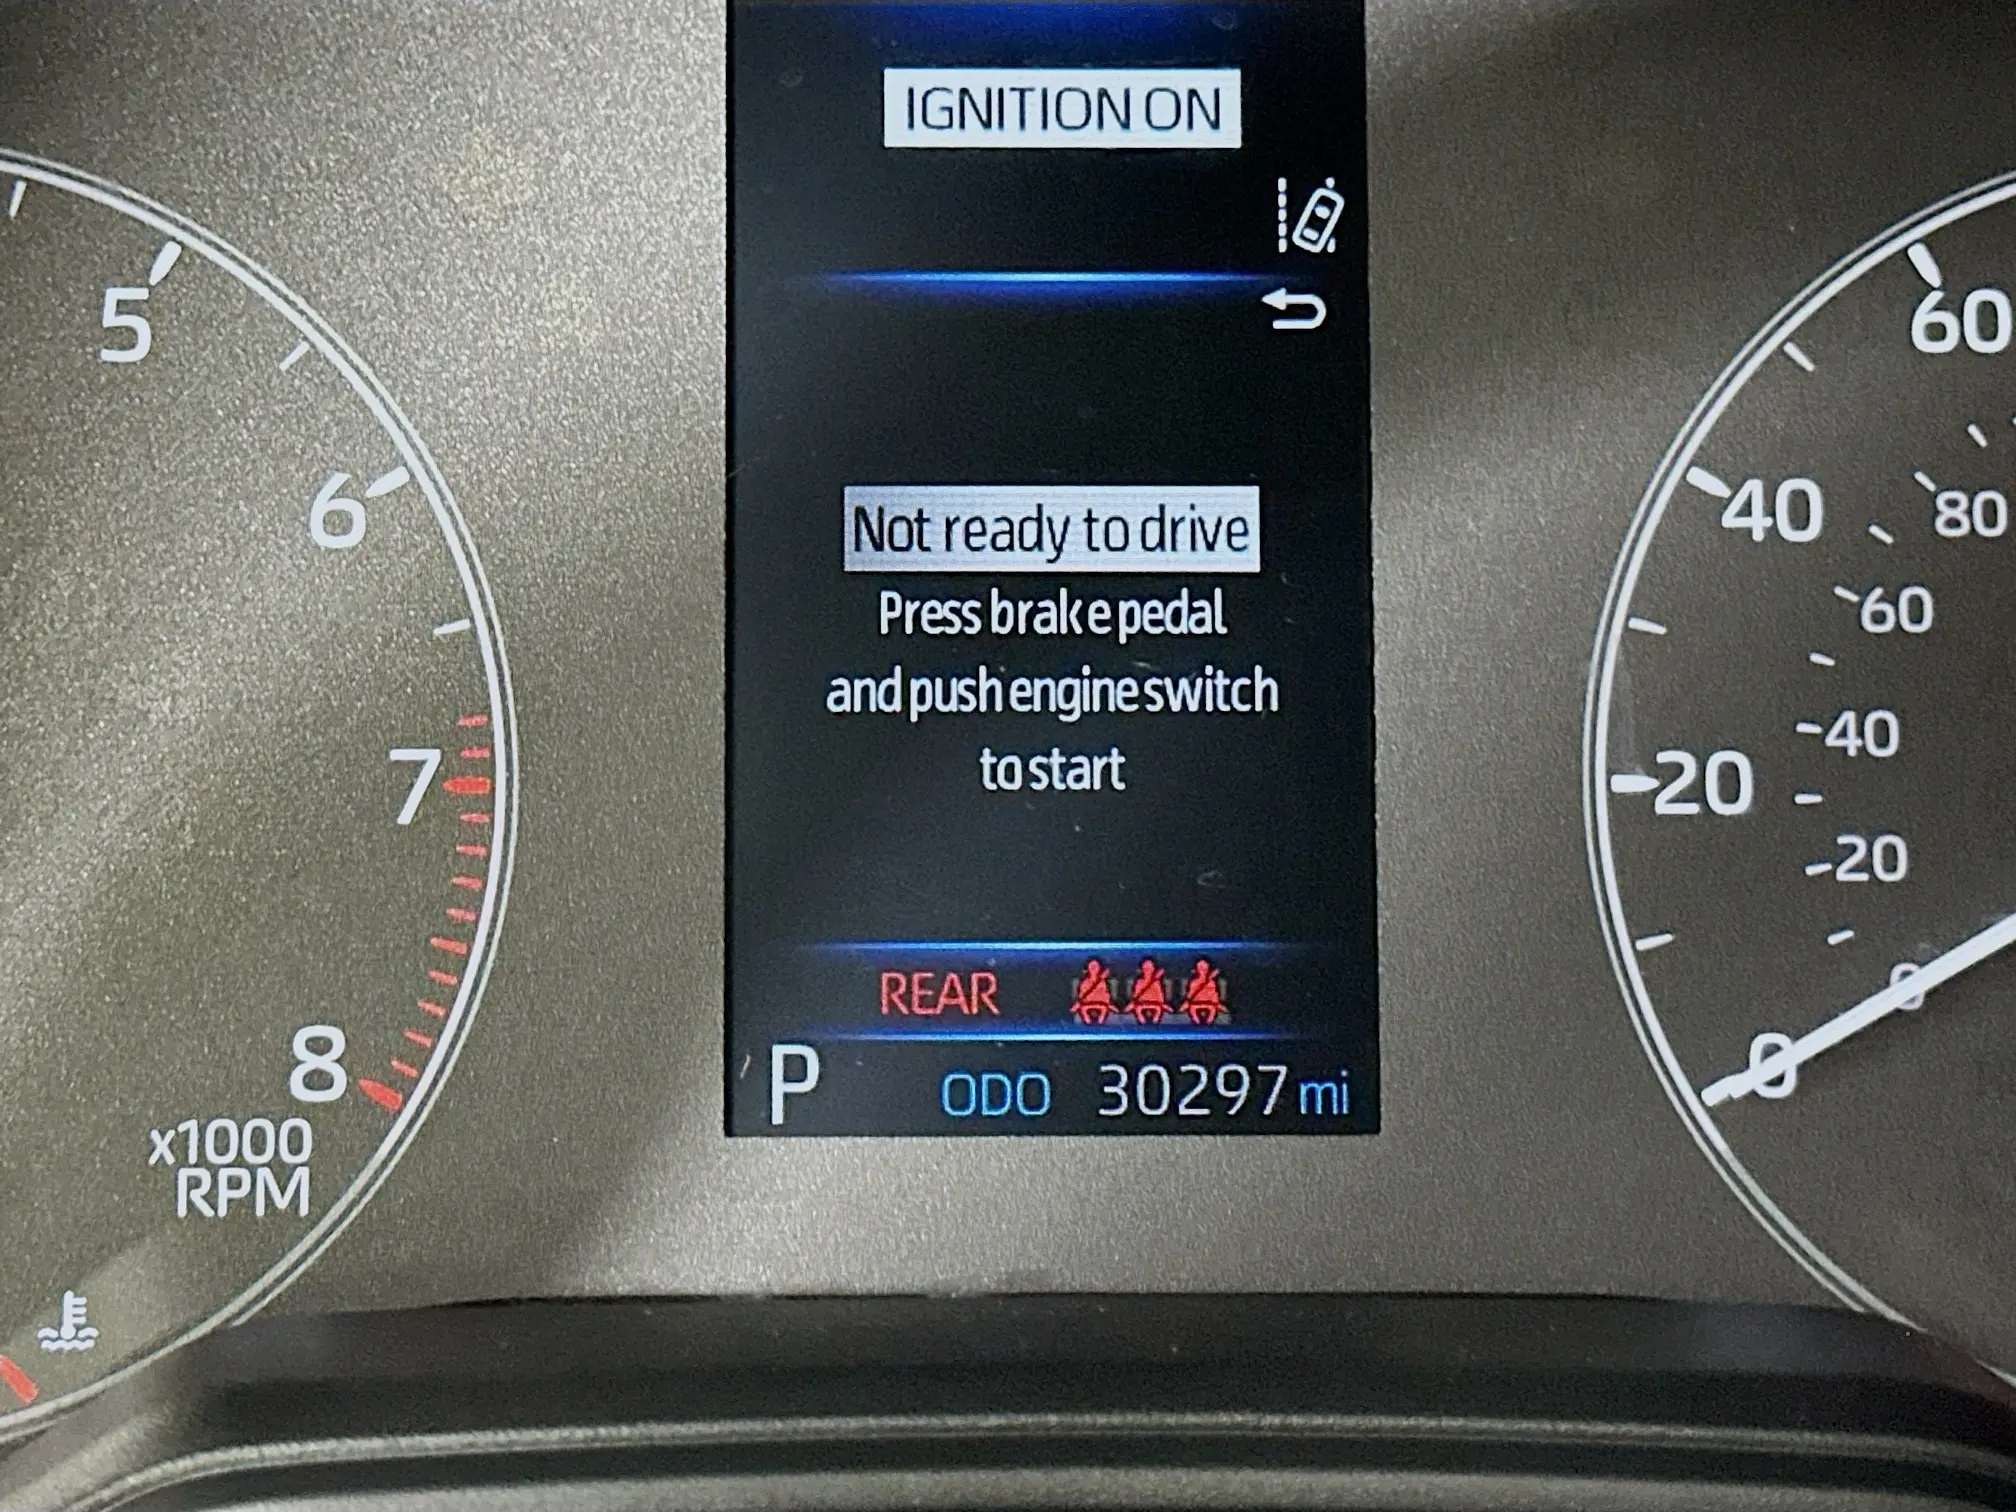 IGNITION ON
5
6
7
8
x1000
RPM
Not ready to drive
Press brake pedal
and push engine switch
to start
REAR
P ODO 30297 mi
60
40
20
0
80
60
40
20
0